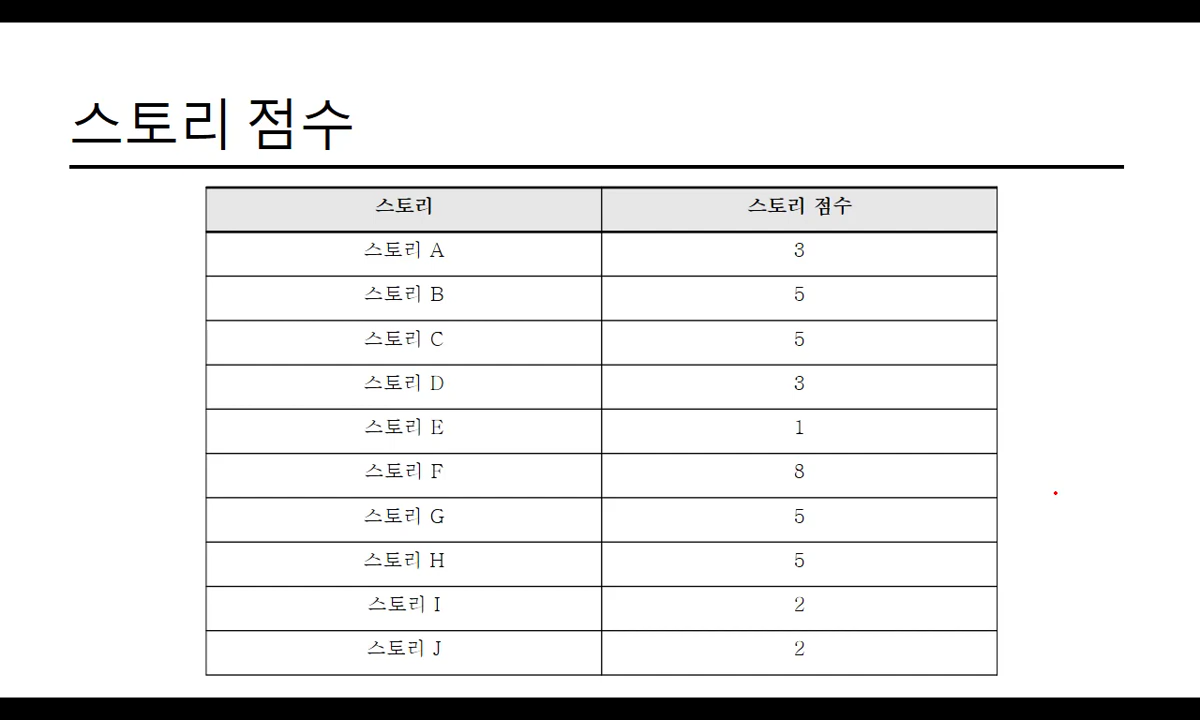 스토리 점수
스토리 스토리 점수
스토리 A 3
스토리 B 5
스토리 C 5
스토리 D 3
스토리 E 1
스토리 F 8
스토리 G 5
스토리 H 5
스토리 I 2
스토리 J 2